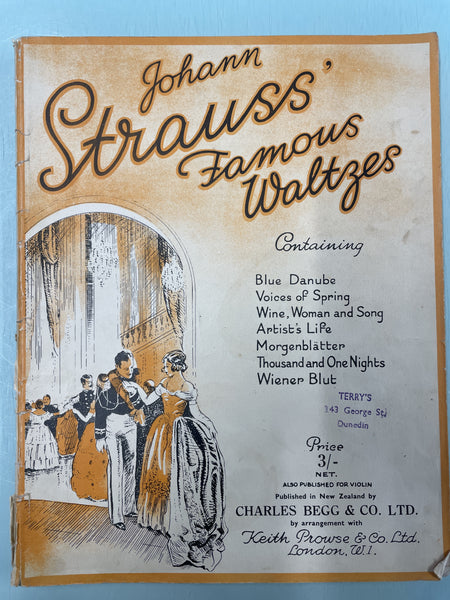 Johann
Strauss'
Famous
Waltzes
Containing
Blue Danube
Voices of Spring
Wine, Woman and Song
Artist's Life
Morgenblätter
Thousand and One Nights
Wiener Blut
TERRY'S
143 George St,
Dunedin
Price
3/-
NET.
ALSO PUBLISHED FOR VIOLIN
Published in New Zealand by
CHARLES BEGG & CO. LTD.
by arrangement with
Keith Prowse & Co. Ltd.
London, W.1.